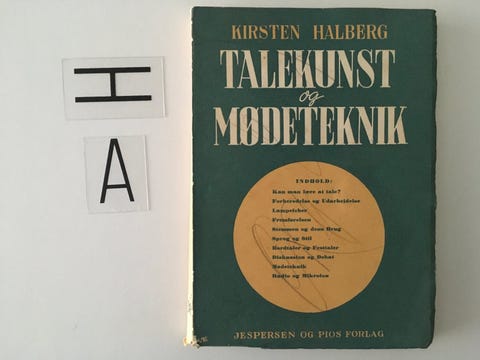 H
A
KIRSTEN HALBERG
TALEKUNST
og
MØDETEKNIK
INDHOLD:
Kan man lære at tale?
Forberedelse og Udarbejdelse
Lampefeber
Fremførelsen
Stemmen og dens Brug
Sprog og Stil
Bordtaler og Festtaler
Diskussion og Debat
Mødeteknik
Radio og Mikrofon
JESPERSEN OG PIOS FORLAG